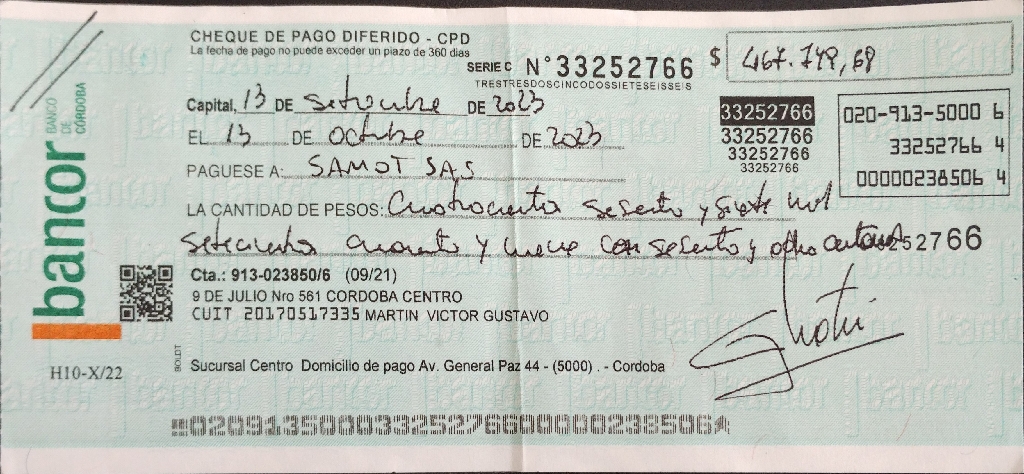 CHEQUE DE PAGO DIFERIDO - CPD
La fecha de pago no puede exceder un plazo de 360 dias
SERIE C N° 33252766 $ 467.749,68
TRESTRESDOSCINCODOSSIETESEISSEIS
Capital, 13 DE setiembre DE 2023
EL 13 DE octubre DE 2023
33252766
33252766
33252766
33252766
020-913-5000 6
33252766 4
00000238506 4
PAGUESE A: SAMOT SAS
LA CANTIDAD DE PESOS: Cuatrocientos sesenta y siete mil
setecientos cuarenta y nueve con sesenta y ocho centavos 33252766
bancor BANCO DE CÓRDOBA
Cta.: 913-023850/6 (09/21)
9 DE JULIO Nro 561 CORDOBA CENTRO
CUIT 20170517335 MARTIN VICTOR GUSTAVO
BOLDT
Sucursal Centro Domicilio de pago Av. General Paz 44 - (5000) . - Cordoba
H10-X/22
02091350003325276600000238506